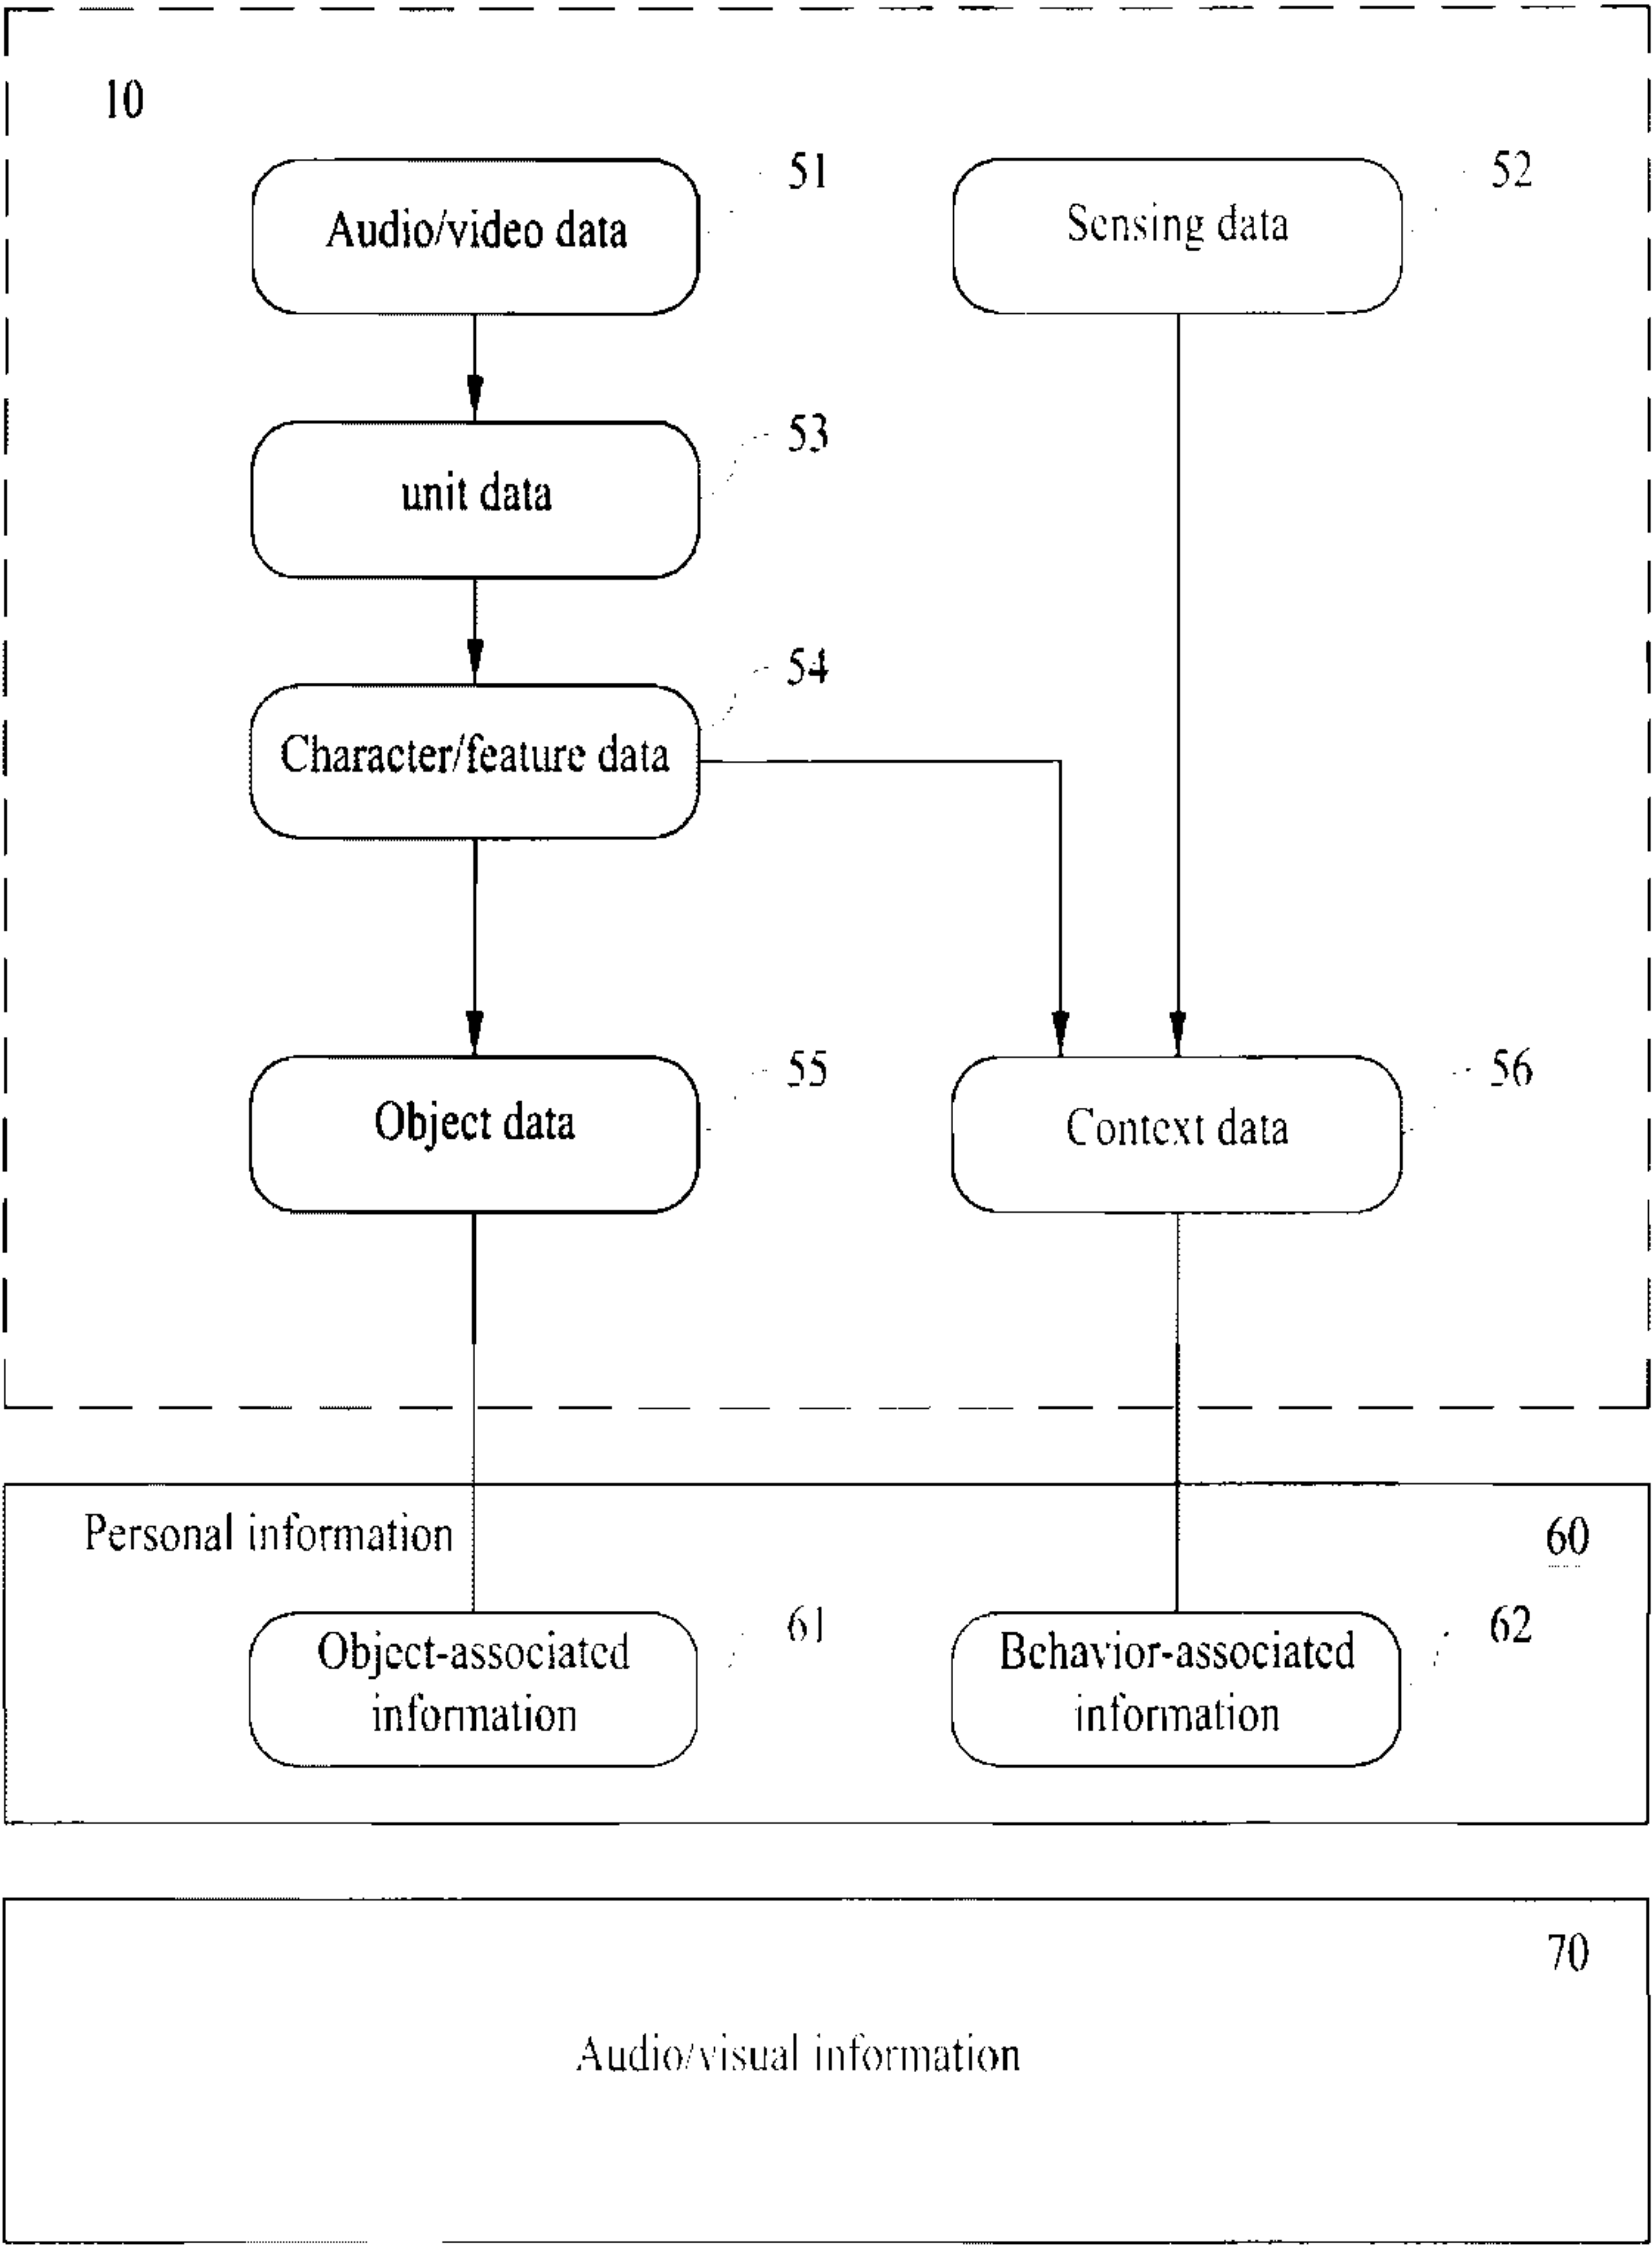 10
51
52
Audio/video data
Sensing data
53
unit data
54
Character/feature data
55
56
Object data
Context data
Personal information
60
61
62
Object-associated
information
Behavior-associated
information
70
Audio/visual information